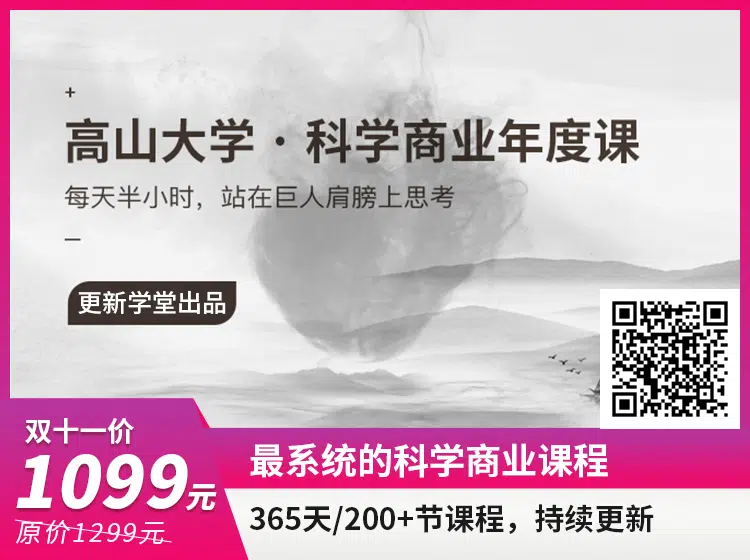 高山大学·科学商业年度课
每天半小时，站在巨人肩膀上思考
更新学堂出品
双十一价
1099元
原价1299元
最系统的科学商业课程
365天/200+节课程，持续更新